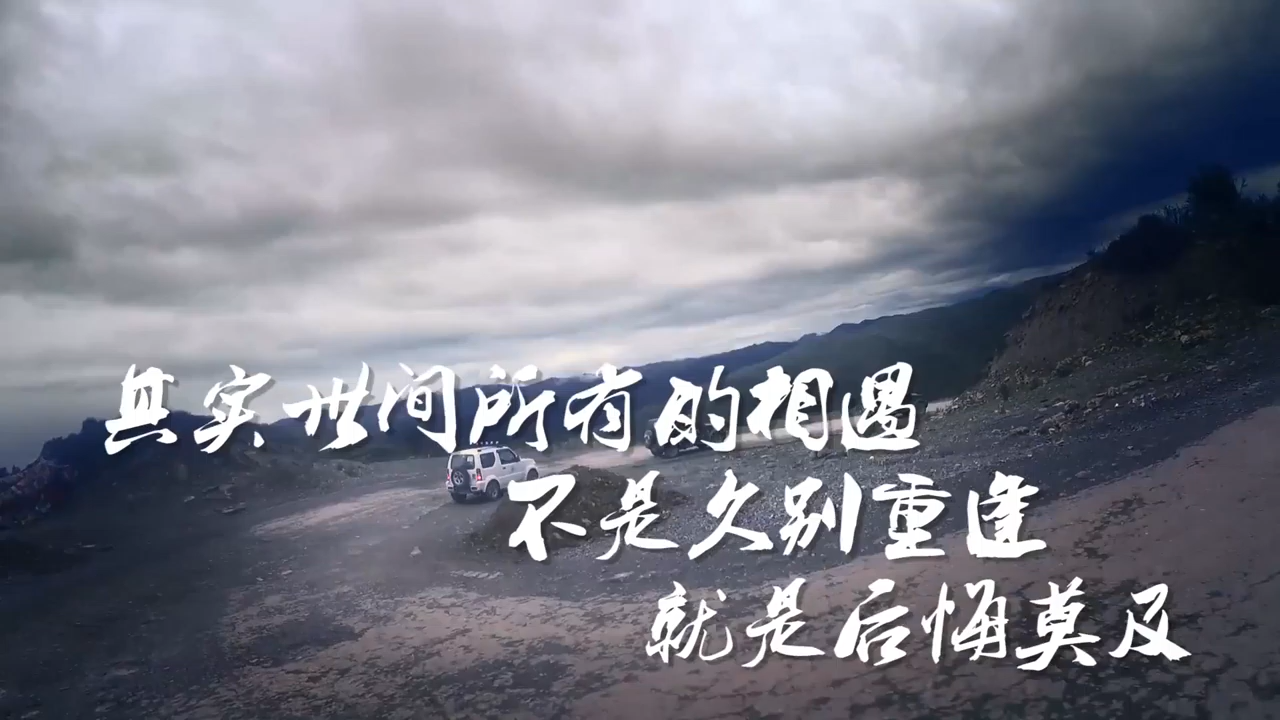 其实世间所有的相遇
不是久别重逢
就是后悔莫及